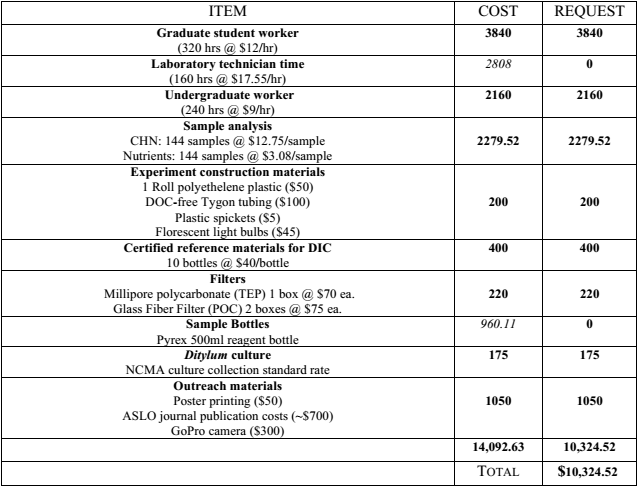 ITEM COST REQUEST
Graduate student worker 3840 3840
(320 hrs @ $12/hr)
Laboratory technician time 2808 0
(160 hrs @ $17.55/hr)
Undergraduate worker 2160 2160
(240 hrs @ $9/hr)
Sample analysis
CHN: 144 samples @ $12.75/sample 2279.52 2279.52
Nutrients: 144 samples @ $3.08/sample
Experiment construction materials
1 Roll polyethelene plastic ($50)
DOC-free Tygon tubing ($100) 200 200
Plastic spickets ($5)
Florescent light bulbs ($45)
Certified reference materials for DIC 400 400
10 bottles @ $40/bottle
Filters
Millipore polycarbonate (TEP) 1 box @ $70 ea. 220 220
Glass Fiber Filter (POC) 2 boxes @ $75 ea.
Sample Bottles 960.11 0
Pyrex 500ml reagent bottle
Ditylum culture 175 175
NCMA culture collection standard rate
Outreach materials
Poster printing ($50) 1050 1050
ASLO journal publication costs (~$700)
GoPro camera ($300)
14,092.63 10,324.52
TOTAL $10,324.52